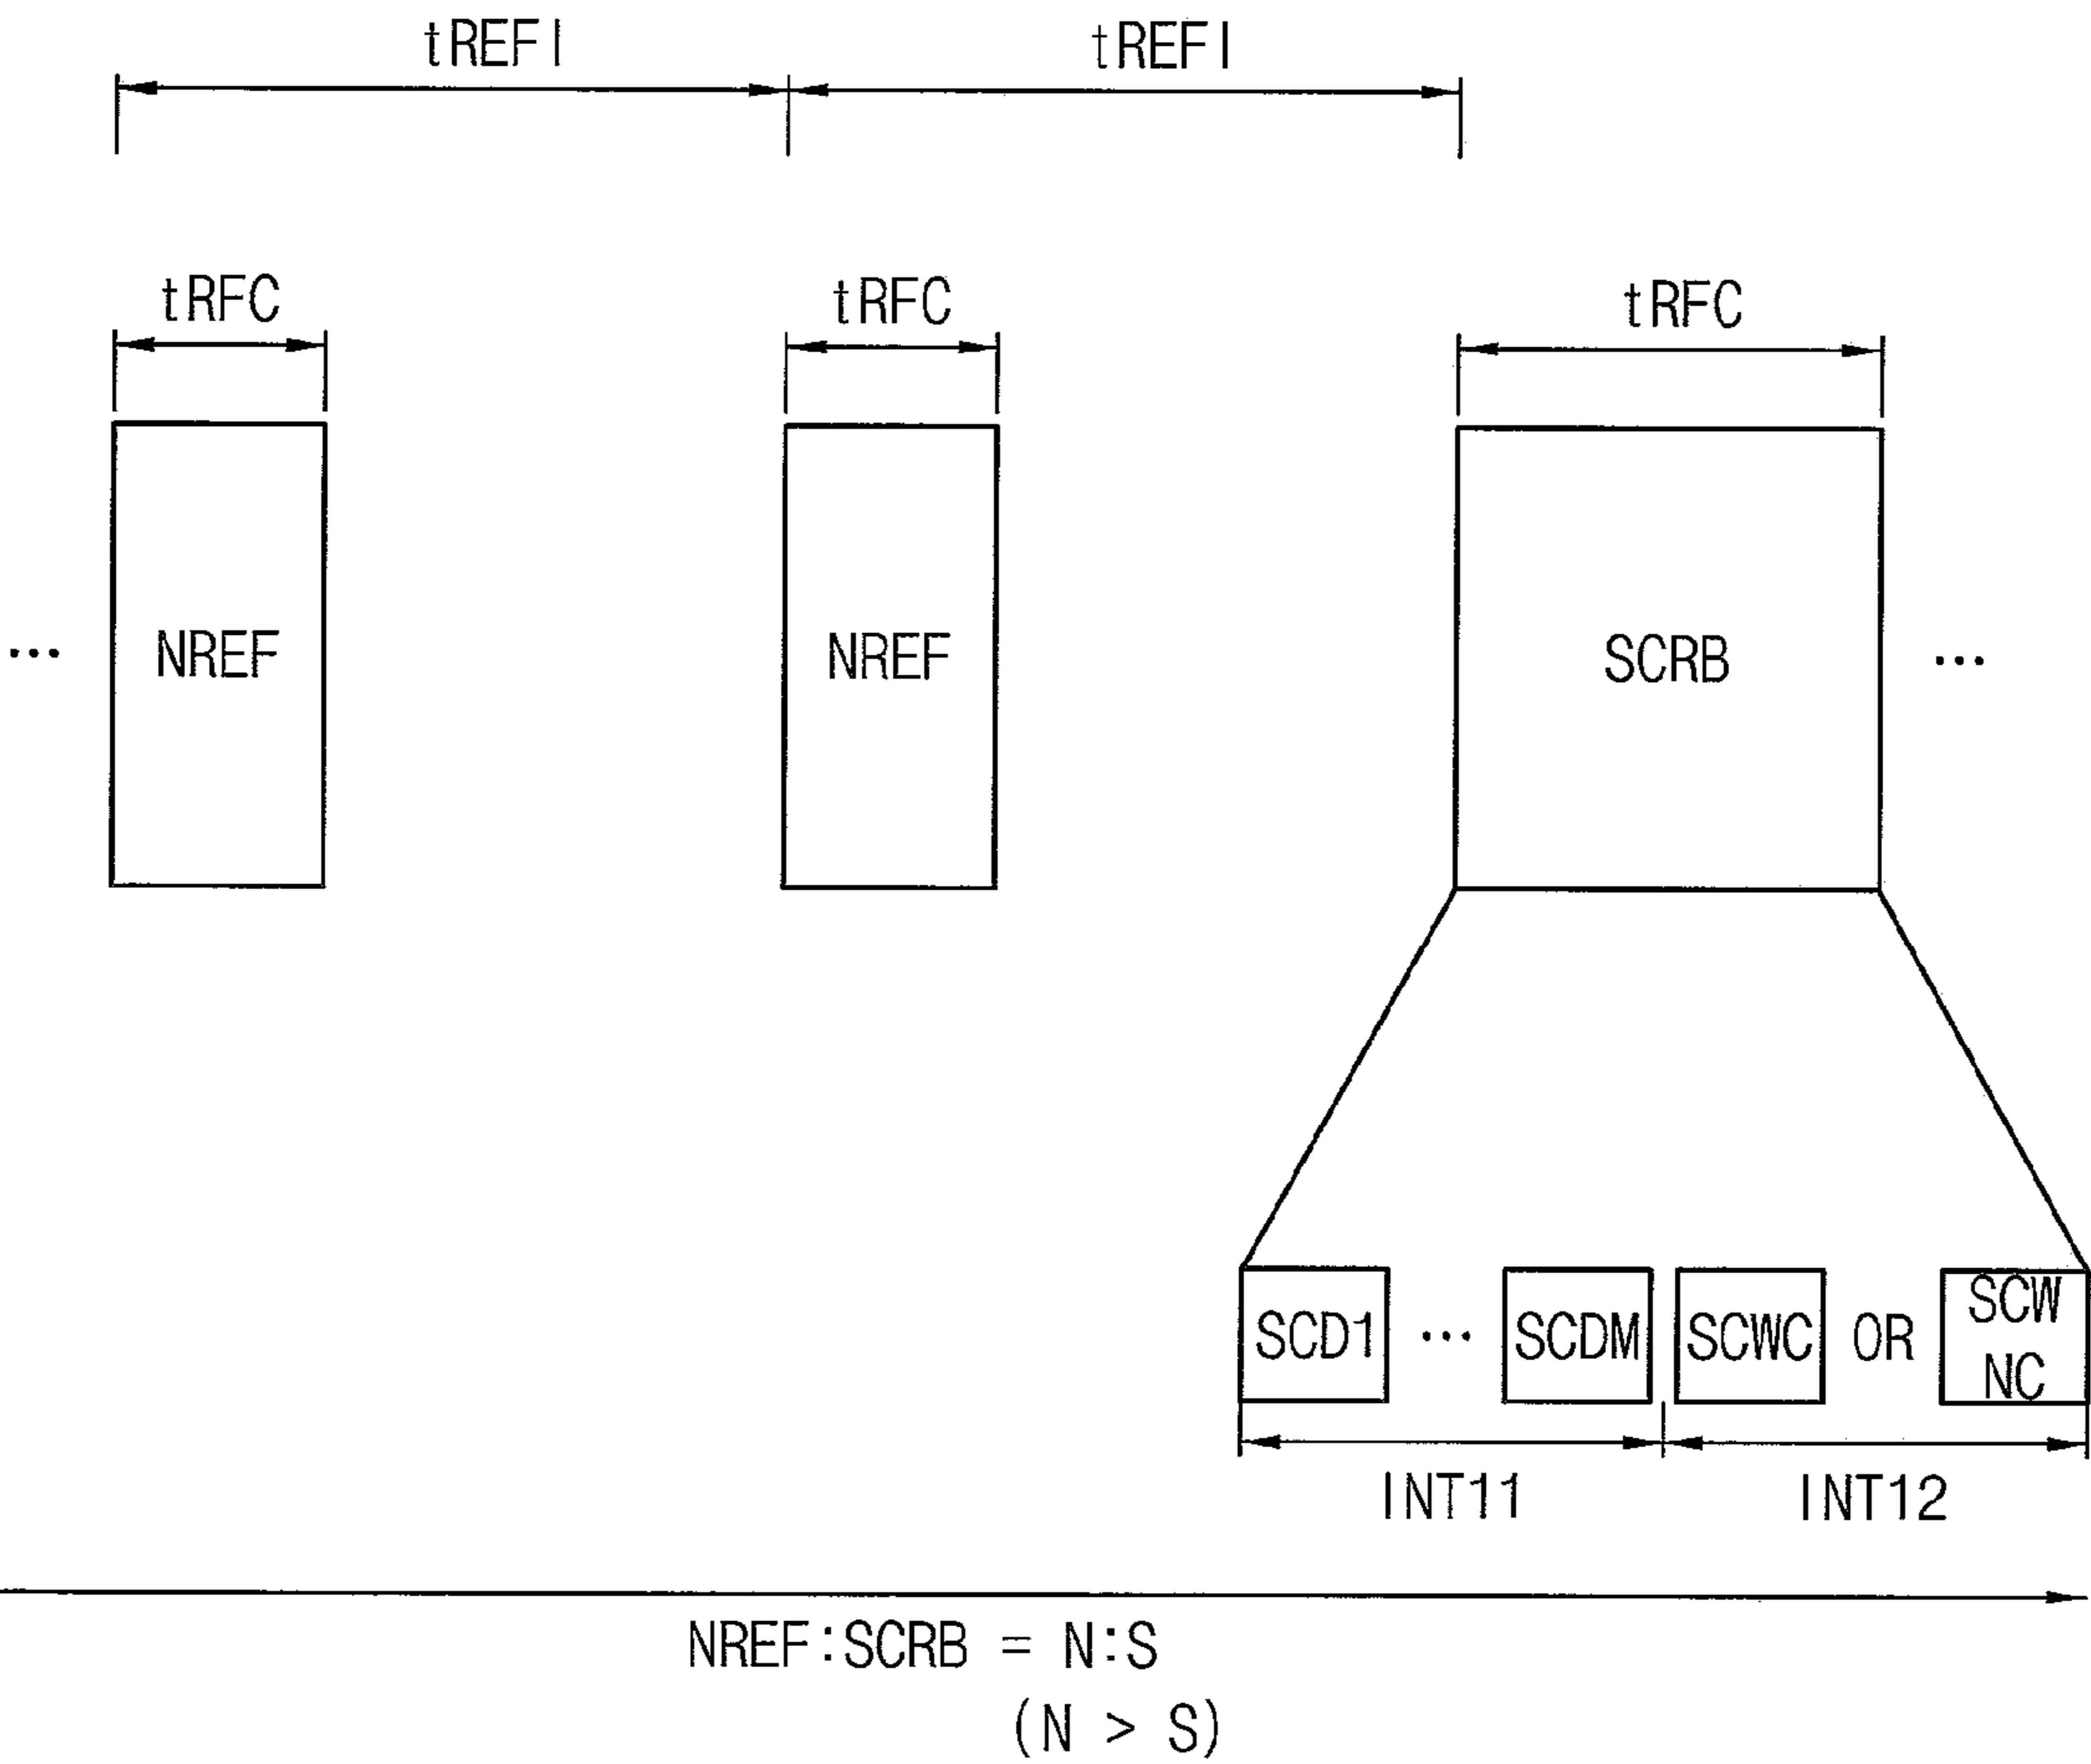 tREFI tREFI
tRFC tRFC tRFC
... NREF NREF SCRB ...
SCD1 ... SCDM SCWC OR SCW
NC
INT11 INT12
NREF:SCRB = N:S
(N > S)